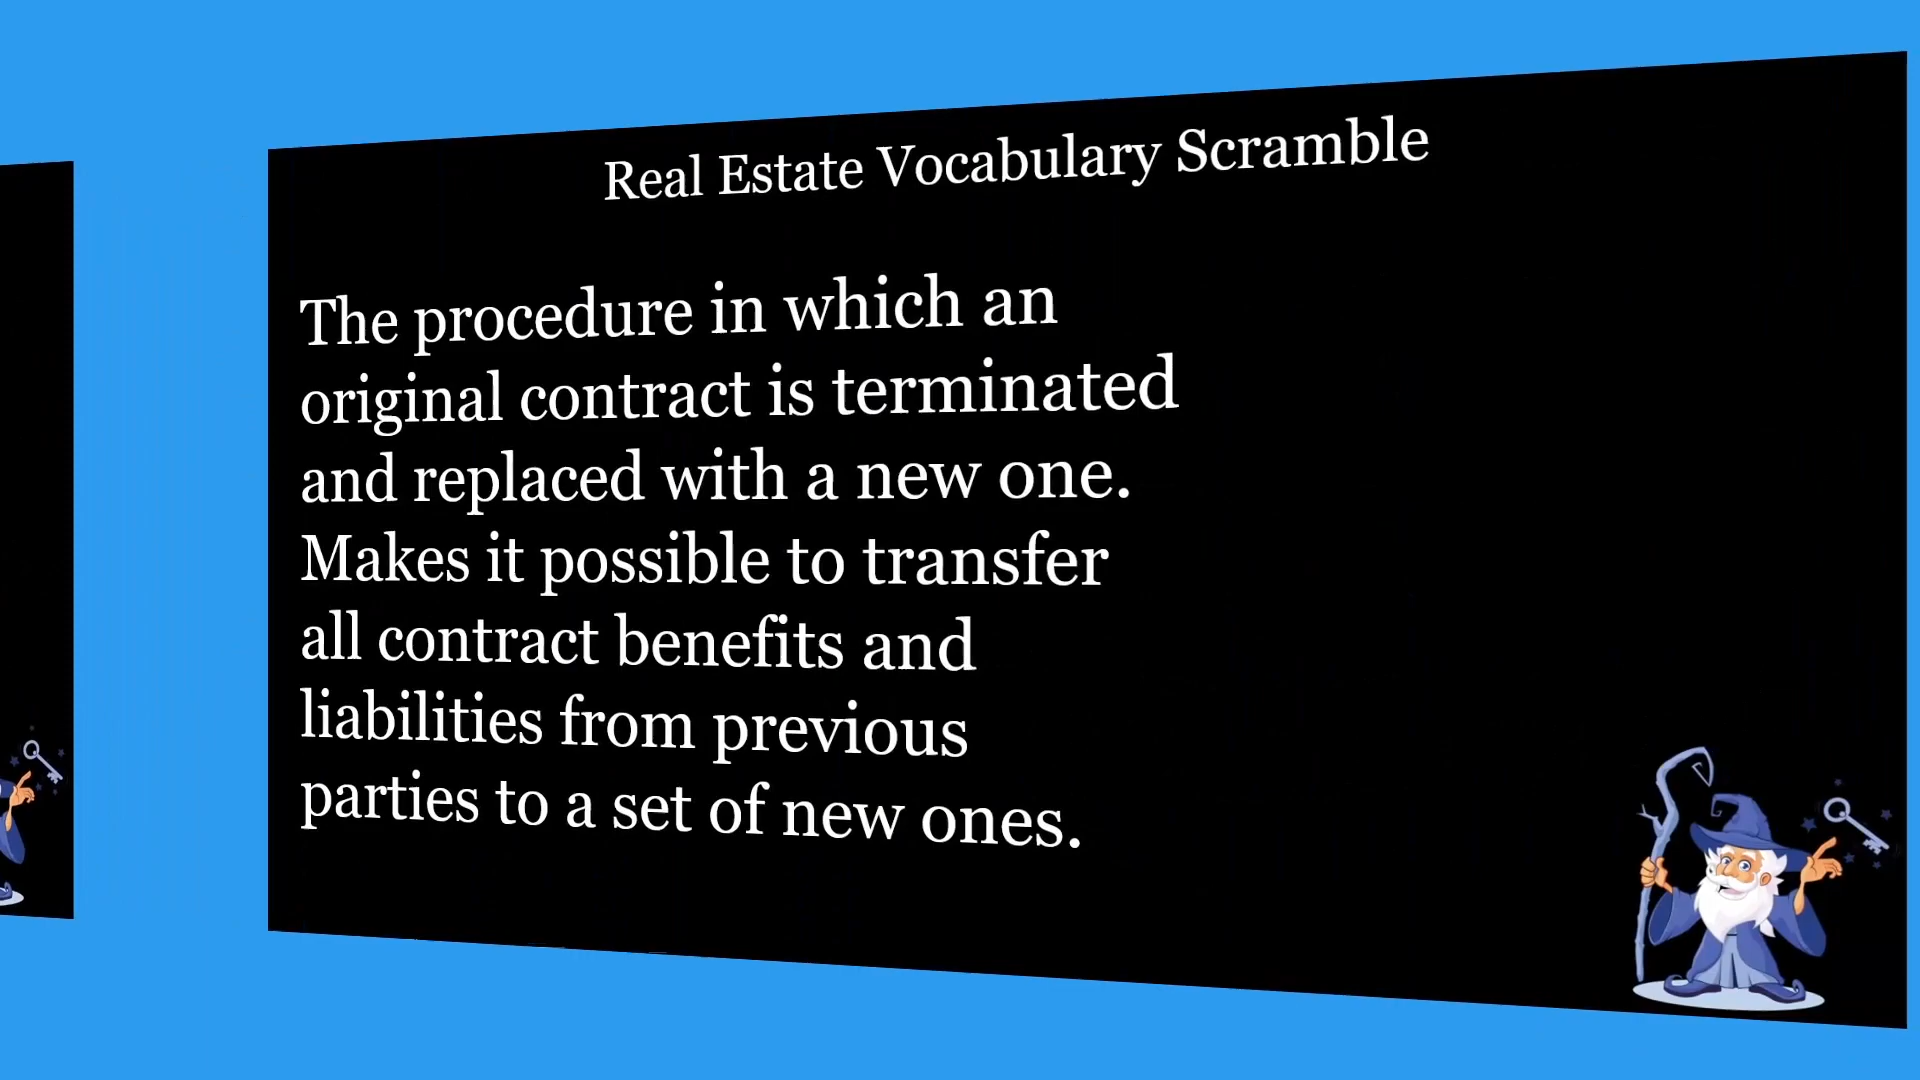 Real Estate Vocabulary Scramble
The procedure in which an
original contract is terminated
and replaced with a new one.
Makes it possible to transfer
all contract benefits and
liabilities from previous
parties to a set of new ones.